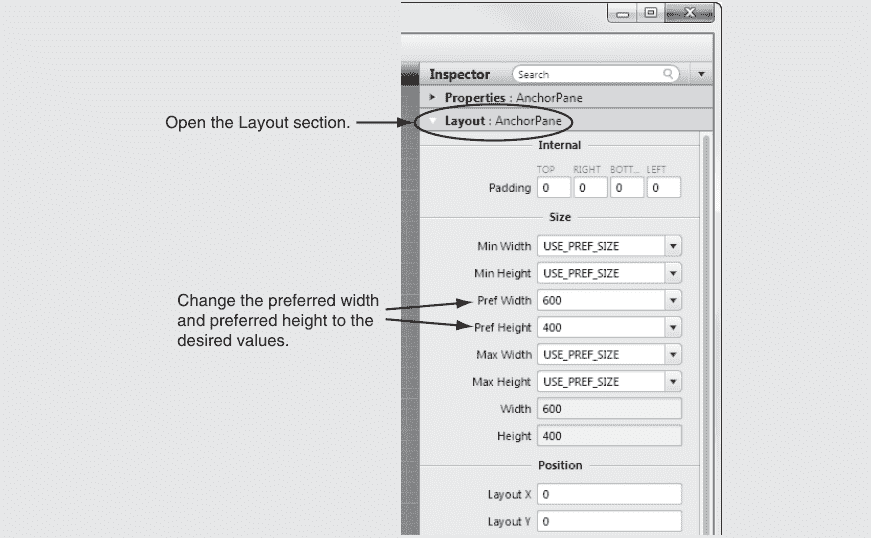 Inspector
Search
Properties : AnchorPane
Open the Layout section.
Layout : AnchorPane
Internal
TOP RIGHT BOTT... LEFT
Padding 0 0 0 0
Size
Min Width USE_PREF_SIZE
Min Height USE_PREF_SIZE
Change the preferred width
and preferred height to the
desired values.
Pref Width 600
Pref Height 400
Max Width USE_PREF_SIZE
Max Height USE_PREF_SIZE
Width 600
Height 400
Position
Layout X 0
Layout Y 0